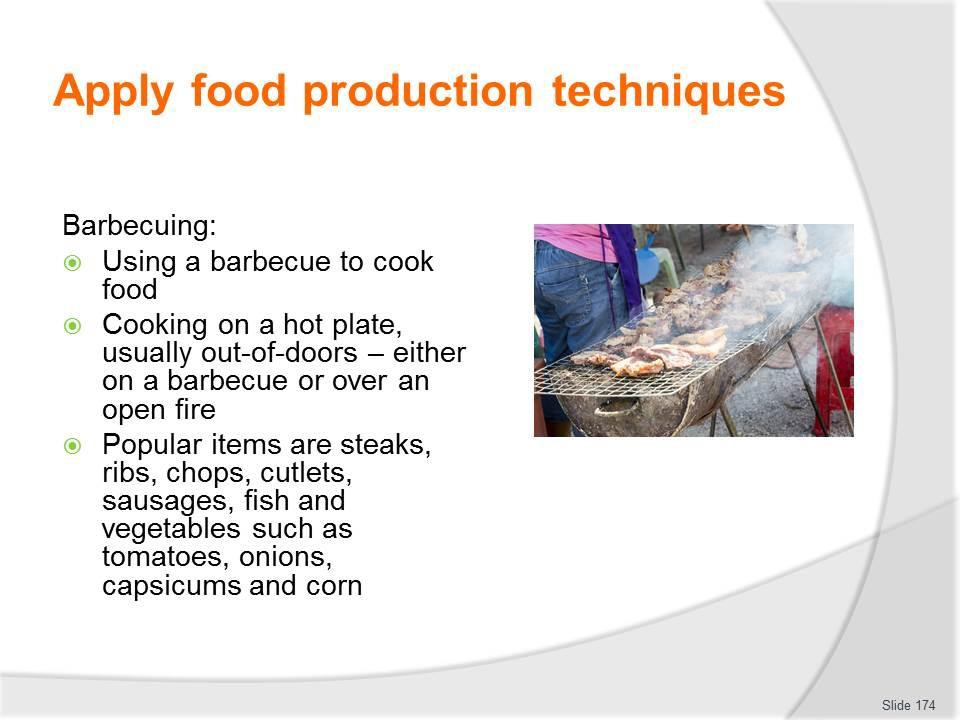 Apply food production techniques
Barbecuing:
Using a barbecue to cook
food
Cooking on a hot plate,
usually out-of-doors – either
on a barbecue or over an
open fire
Popular items are steaks,
ribs, chops, cutlets,
sausages, fish and
vegetables such as
tomatoes, onions,
capsicums and corn
Slide 174